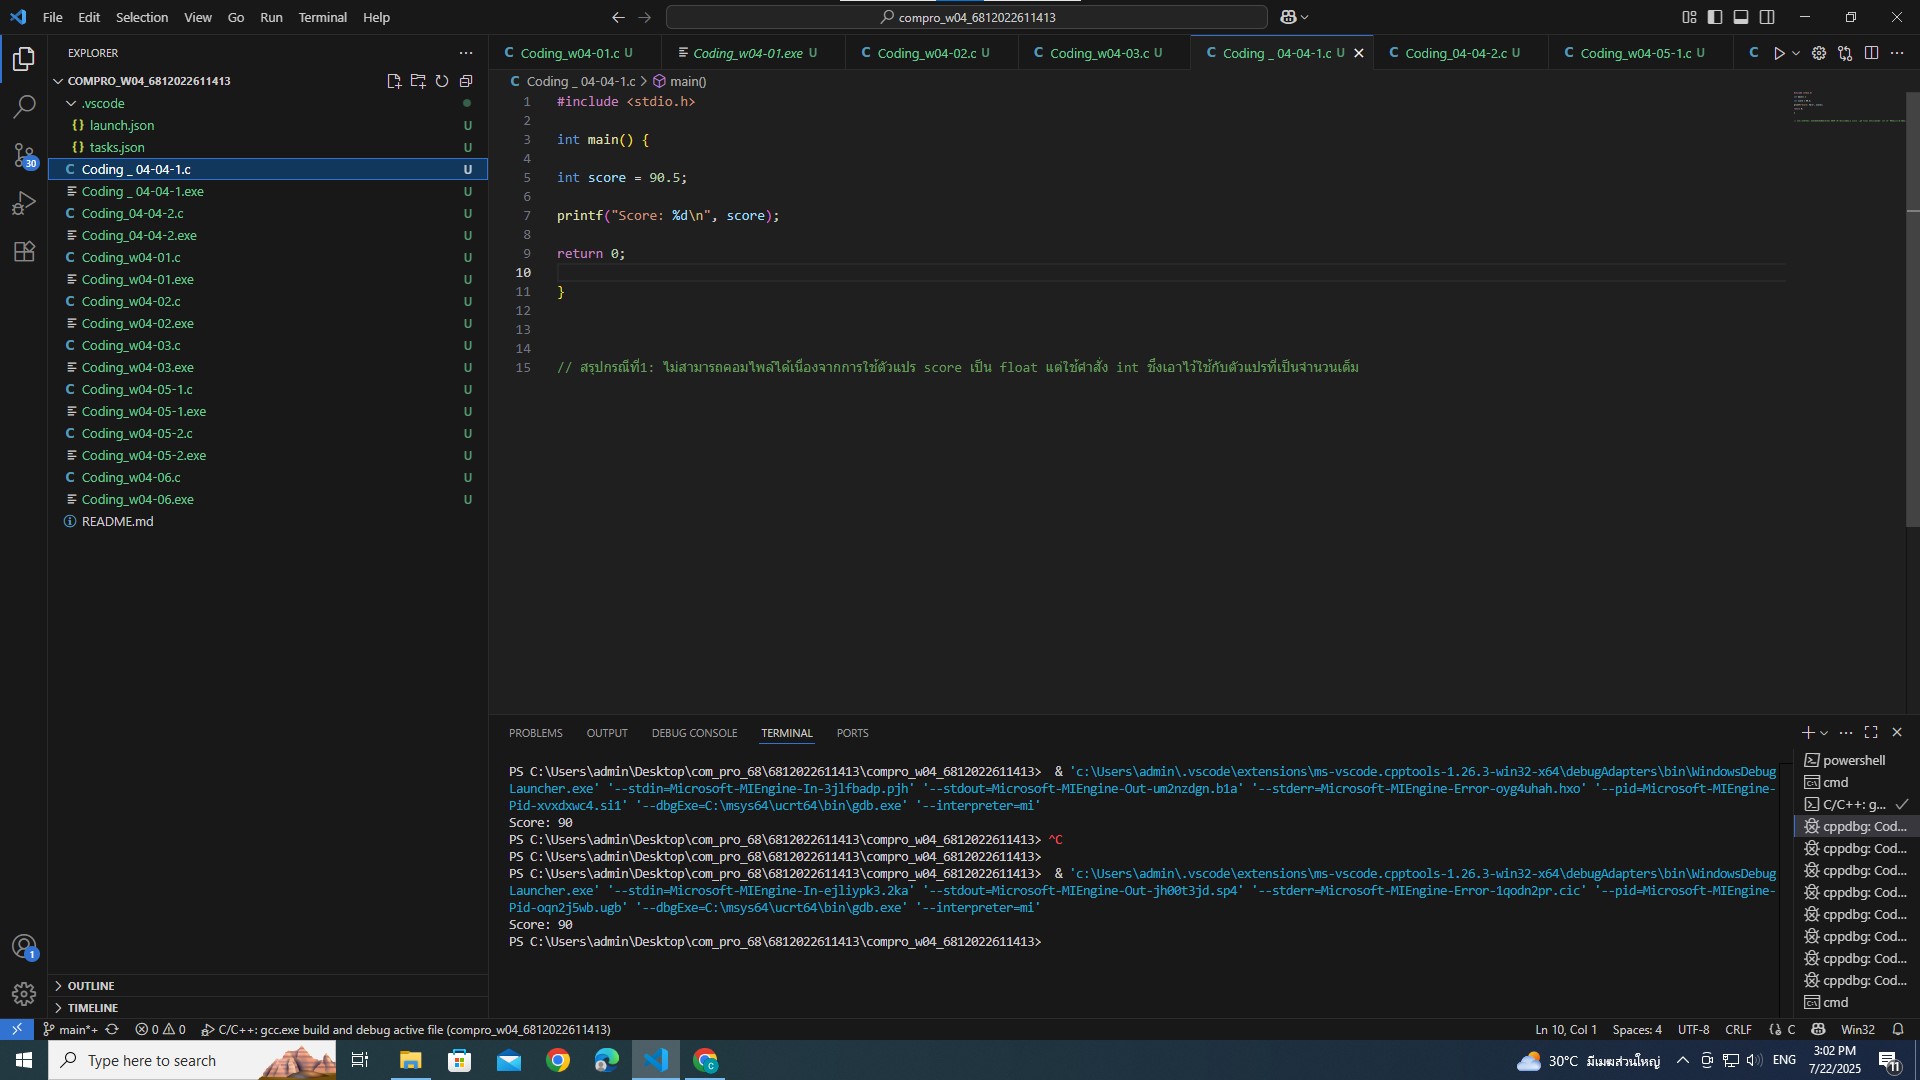 File Edit Selection View Go Run Terminal Help
compro_w04_6812022611413
EXPLORER
COMPRO_W04_6812022611413
.vscode
launch.json U
tasks.json U
Coding _ 04-04-1.c U
Coding _ 04-04-1.exe U
Coding_04-04-2.c U
Coding_04-04-2.exe U
Coding_w04-01.c U
Coding_w04-01.exe U
Coding_w04-02.c U
Coding_w04-02.exe U
Coding_w04-03.c U
Coding_w04-03.exe U
Coding_w04-05-1.c U
Coding_w04-05-1.exe U
Coding_w04-05-2.c U
Coding_w04-05-2.exe U
Coding_w04-06.c U
Coding_w04-06.exe U
README.md
OUTLINE
TIMELINE
30
1
C Coding_w04-01.c U Coding_w04-01.exe U C Coding_w04-02.c U C Coding_w04-03.c U C Coding _ 04-04-1.c U C Coding_04-04-2.c U C Coding_w04-05-1.c U C
C Coding _ 04-04-1.c > main()
1 #include <stdio.h>
2
3 int main() {
4
5 int score = 90.5;
6
7 printf("Score: %d\n", score);
8
9 return 0;
10
11 }
12
13
14
15 // สรุปกรณีที่1: ไม่สามารถคอมไพล์ได้เนื่องจากการใช้ตัวแปร score เป็น float แต่ใช้คำสั่ง int ซึ่งเอาไว้ใช้กับตัวแปรที่เป็นจำนวนเต็ม
PROBLEMS OUTPUT DEBUG CONSOLE TERMINAL PORTS
PS C:\Users\admin\Desktop\com_pro_68\6812022611413\compro_w04_6812022611413> & 'c:\Users\admin\.vscode\extensions\ms-vscode.cpptools-1.26.3-win32-x64\debugAdapters\bin\WindowsDebug
Launcher.exe' '--stdin=Microsoft-MIEngine-In-3jlfbadp.pjh' '--stdout=Microsoft-MIEngine-Out-um2nzdgn.b1a' '--stderr=Microsoft-MIEngine-Error-oyg4uhah.hxo' '--pid=Microsoft-MIEngine-
Pid-xvxdxwc4.si1' '--dbgExe=C:\msys64\ucrt64\bin\gdb.exe' '--interpreter=mi'
Score: 90
PS C:\Users\admin\Desktop\com_pro_68\6812022611413\compro_w04_6812022611413> ^C
PS C:\Users\admin\Desktop\com_pro_68\6812022611413\compro_w04_6812022611413>
PS C:\Users\admin\Desktop\com_pro_68\6812022611413\compro_w04_6812022611413> & 'c:\Users\admin\.vscode\extensions\ms-vscode.cpptools-1.26.3-win32-x64\debugAdapters\bin\WindowsDebug
Launcher.exe' '--stdin=Microsoft-MIEngine-In-ejliypk3.2ka' '--stdout=Microsoft-MIEngine-Out-jh00t3jd.sp4' '--stderr=Microsoft-MIEngine-Error-1qodn2pr.cic' '--pid=Microsoft-MIEngine-
Pid-oqn2j5wb.ugb' '--dbgExe=C:\msys64\ucrt64\bin\gdb.exe' '--interpreter=mi'
Score: 90
PS C:\Users\admin\Desktop\com_pro_68\6812022611413\compro_w04_6812022611413>
powershell
cmd
C/C++: g...
cppdbg: Cod...
cppdbg: Cod...
cppdbg: Cod...
cppdbg: Cod...
cppdbg: Cod...
cppdbg: Cod...
cppdbg: Cod...
cppdbg: Cod...
cmd
main*+ 0 0 C/C++: gcc.exe build and debug active file (compro_w04_6812022611413) Ln 10, Col 1 Spaces: 4 UTF-8 CRLF C Win32
Type here to search
30°C มีเมฆส่วนใหญ่ ENG 3:02 PM
7/22/2025
11